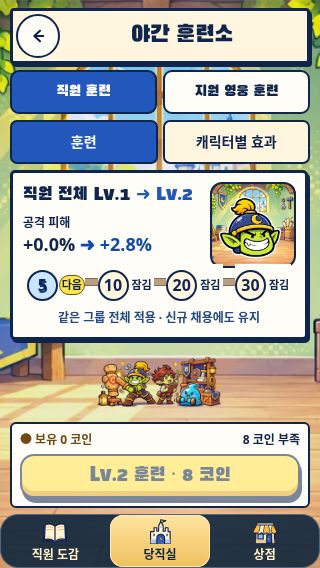 야간 훈련소
직원 훈련
지원 영웅 훈련
훈련
캐릭터별 효과
직원 전체 Lv.1 → Lv.2
공격 피해
+0.0% → +2.8%
5 다음 10 잠김 20 잠김 30 잠김
같은 그룹 전체 적용 · 신규 채용에도 유지
보유 0 코인
8 코인 부족
Lv.2 훈련 · 8 코인
직원 도감
당직실
상점